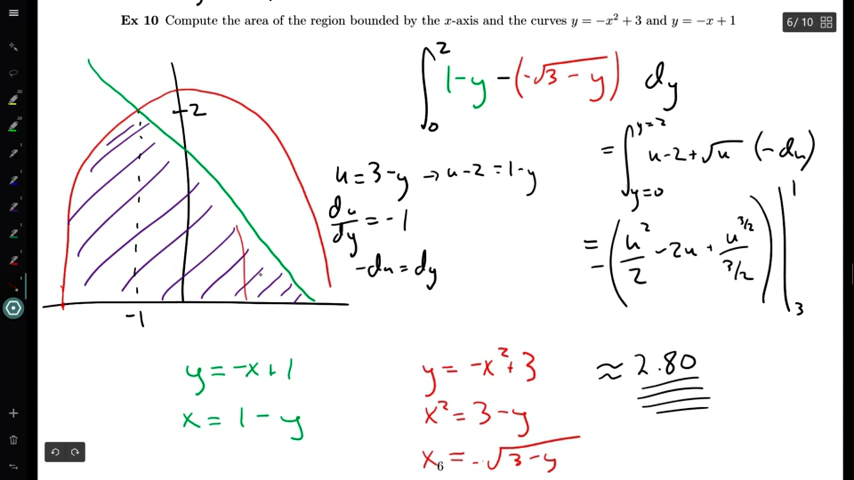 Ex 10 Compute the area of the region bounded by the x-axis and the curves y = −x² + 3 and y = −x + 1
6/10
∫₀² 1-y -(-√(3-y)) dy
2
= ∫_{y=0}^{y=2} u-2+√u (-du)
u = 3-y → u-2 = 1-y
du/dy = -1
-du = dy
= -(u²/2 - 2u + u^(3/2)/(3/2)) |₃¹
-1
y = -x+1
x = 1-y
y = -x²+3
x² = 3-y
x₆ = -√(3-y)
≈ 2.80